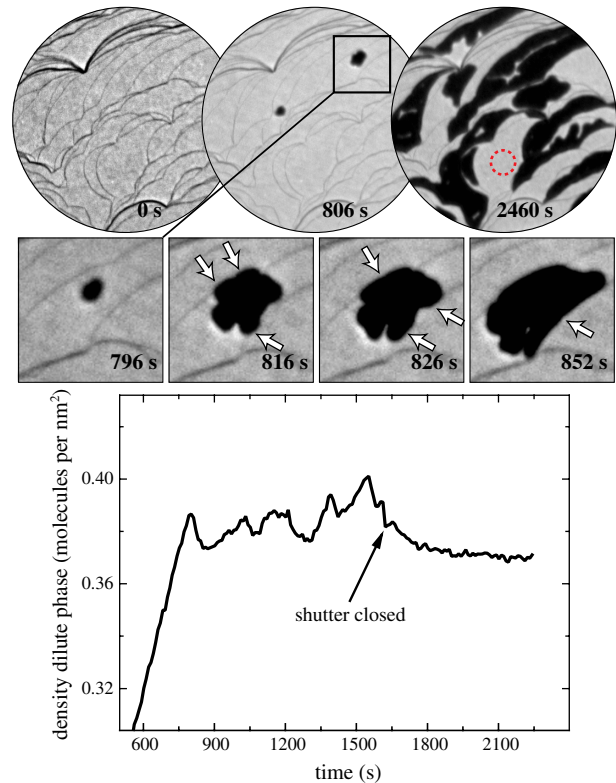 0 s
806 s
2460 s
796 s
816 s
826 s
852 s
density dilute phase (molecules per nm²)
0.40
0.36
0.32
shutter closed
600 900 1200 1500 1800 2100
time (s)